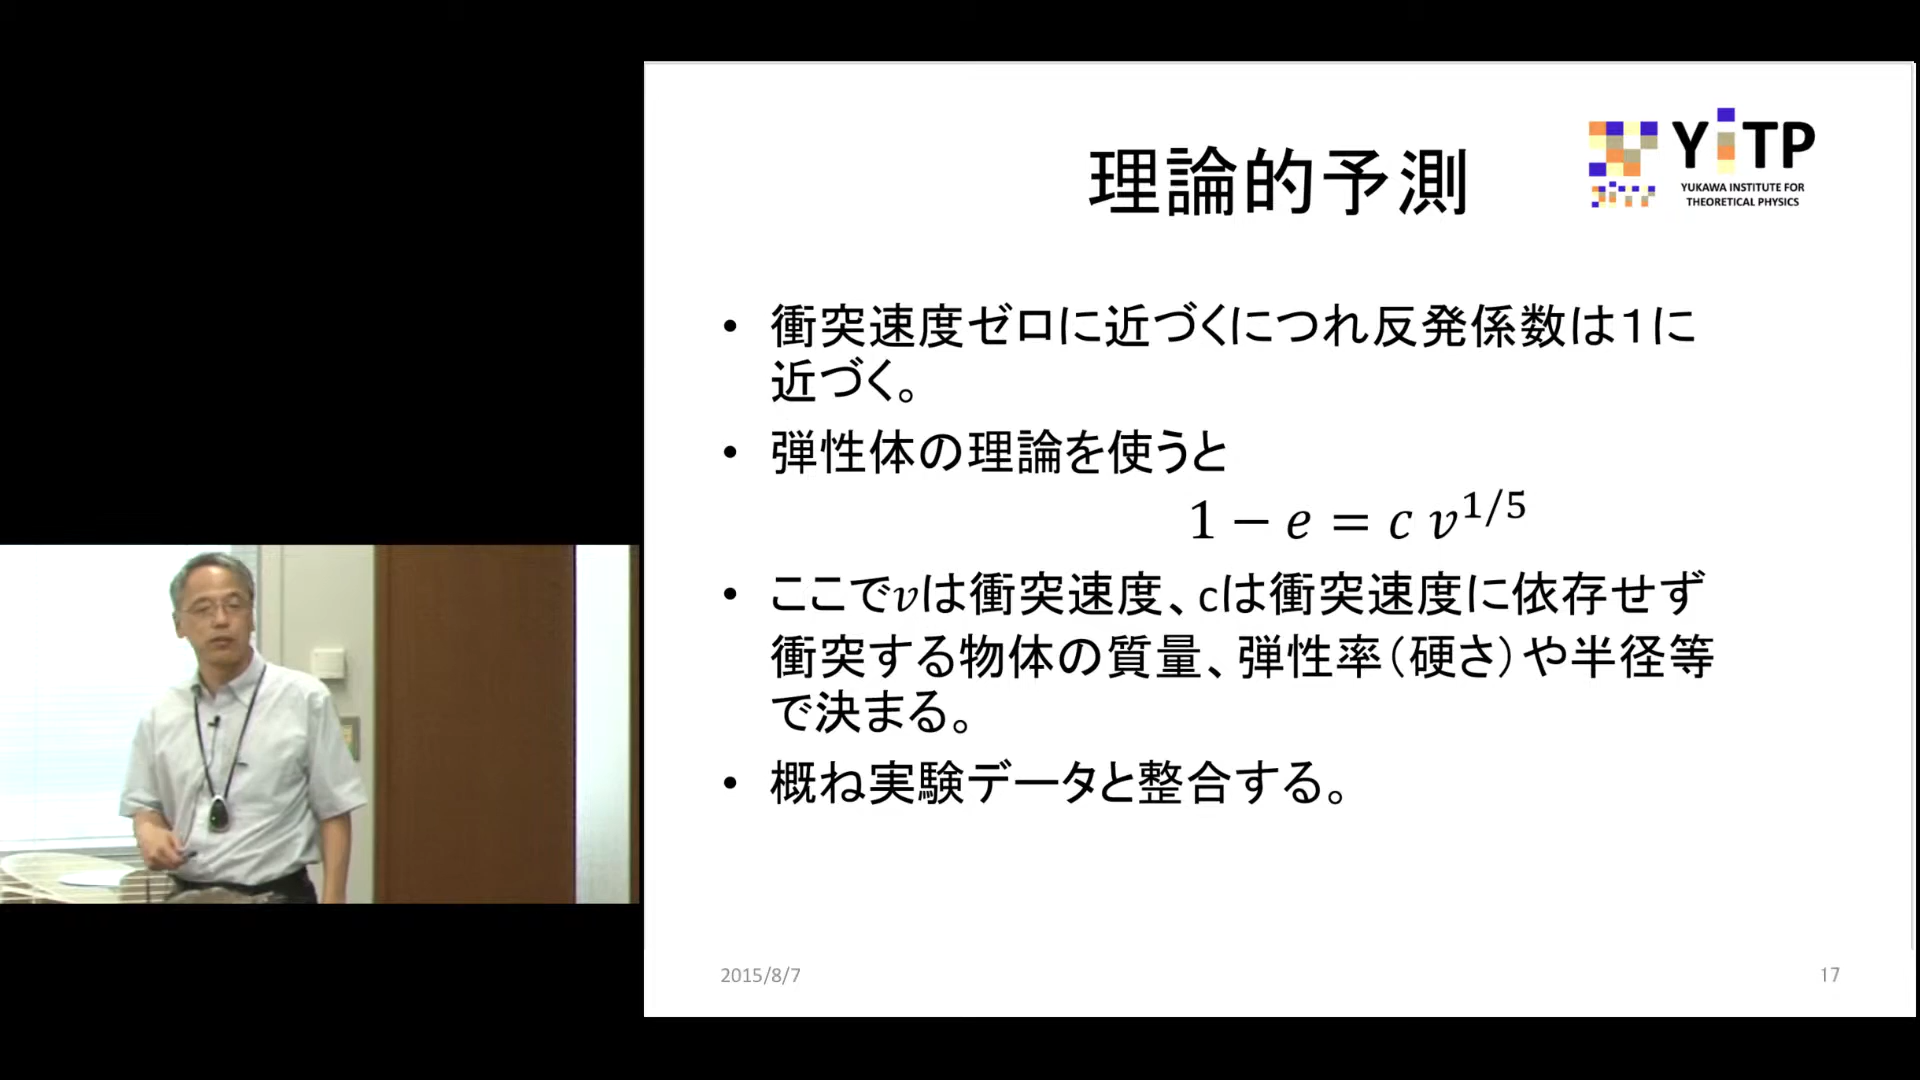 理論的予測
YiTP
YUKAWA INSTITUTE FOR
THEORETICAL PHYSICS
• 衝突速度ゼロに近づくにつれ反発係数は１に
近づく。
• 弾性体の理論を使うと
1 − e = c v^{1/5}
• ここでvは衝突速度、cは衝突速度に依存せず
衝突する物体の質量、弾性率（硬さ）や半径等
で決まる。
• 概ね実験データと整合する。
2015/8/7
17